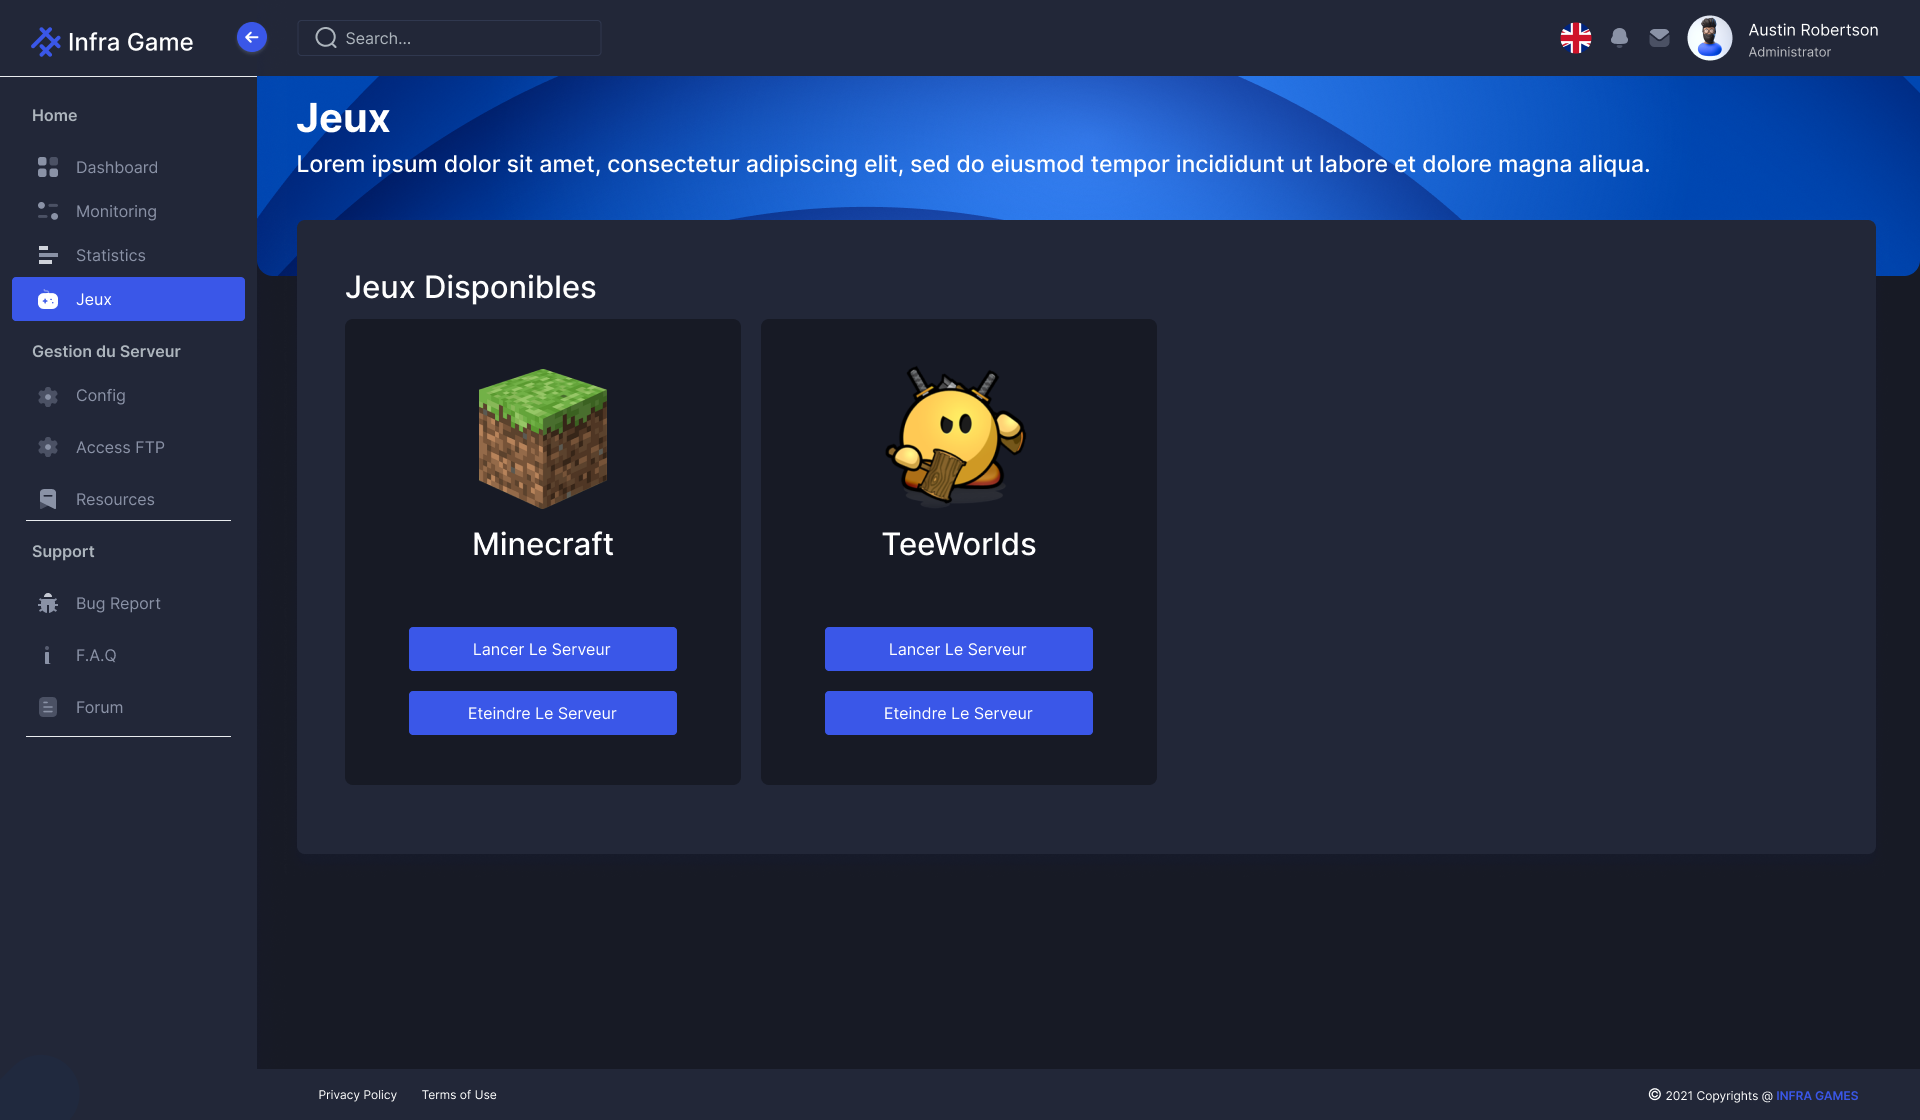 Infra Game
Search...
Austin Robertson
Administrator
Home
Dashboard
Monitoring
Statistics
Jeux
Gestion du Serveur
Config
Access FTP
Resources
Support
Bug Report
F.A.Q
Forum
Jeux
Lorem ipsum dolor sit amet, consectetur adipiscing elit, sed do eiusmod tempor incididunt ut labore et dolore magna aliqua.
Jeux Disponibles
Minecraft
Lancer Le Serveur
Eteindre Le Serveur
TeeWorlds
Lancer Le Serveur
Eteindre Le Serveur
Privacy Policy
Terms of Use
© 2021 Copyrights @ INFRA GAMES